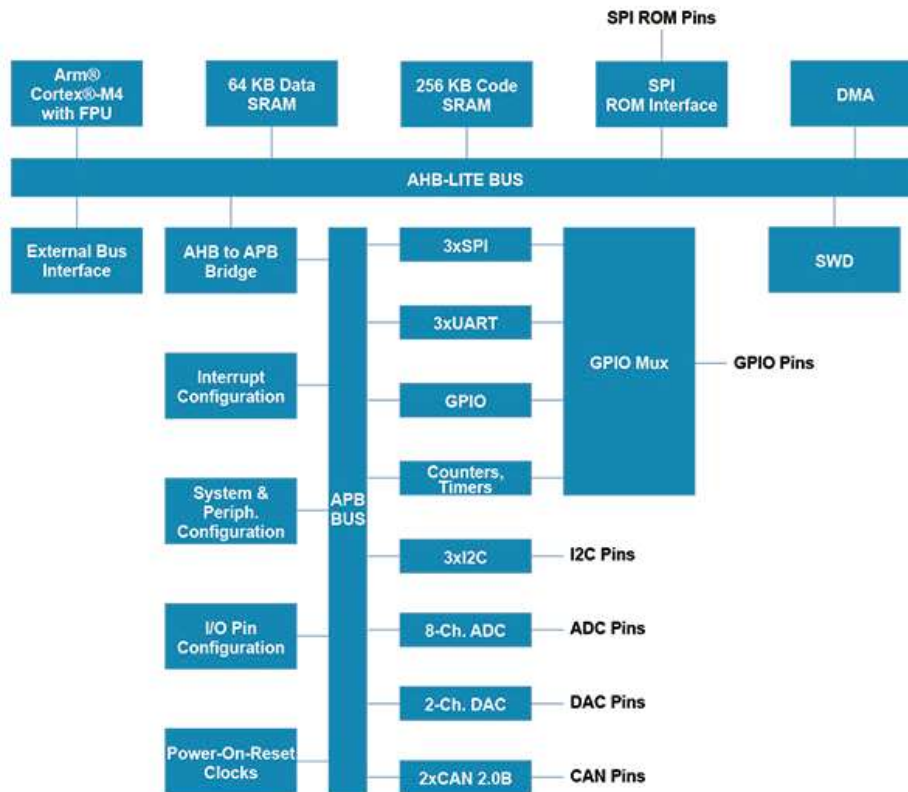 SPI ROM Pins
Arm®
Cortex®-M4
with FPU
64 KB Data
SRAM
256 KB Code
SRAM
SPI
ROM Interface
DMA
AHB-LITE BUS
External Bus
Interface
AHB to APB
Bridge
3xSPI
SWD
3xUART
GPIO Mux
GPIO Pins
Interrupt
Configuration
GPIO
Counters,
Timers
System &
Periph.
Configuration
APB
BUS
3xI2C
I2C Pins
I/O Pin
Configuration
8-Ch. ADC
ADC Pins
2-Ch. DAC
DAC Pins
Power-On-Reset
Clocks
2xCAN 2.0B
CAN Pins